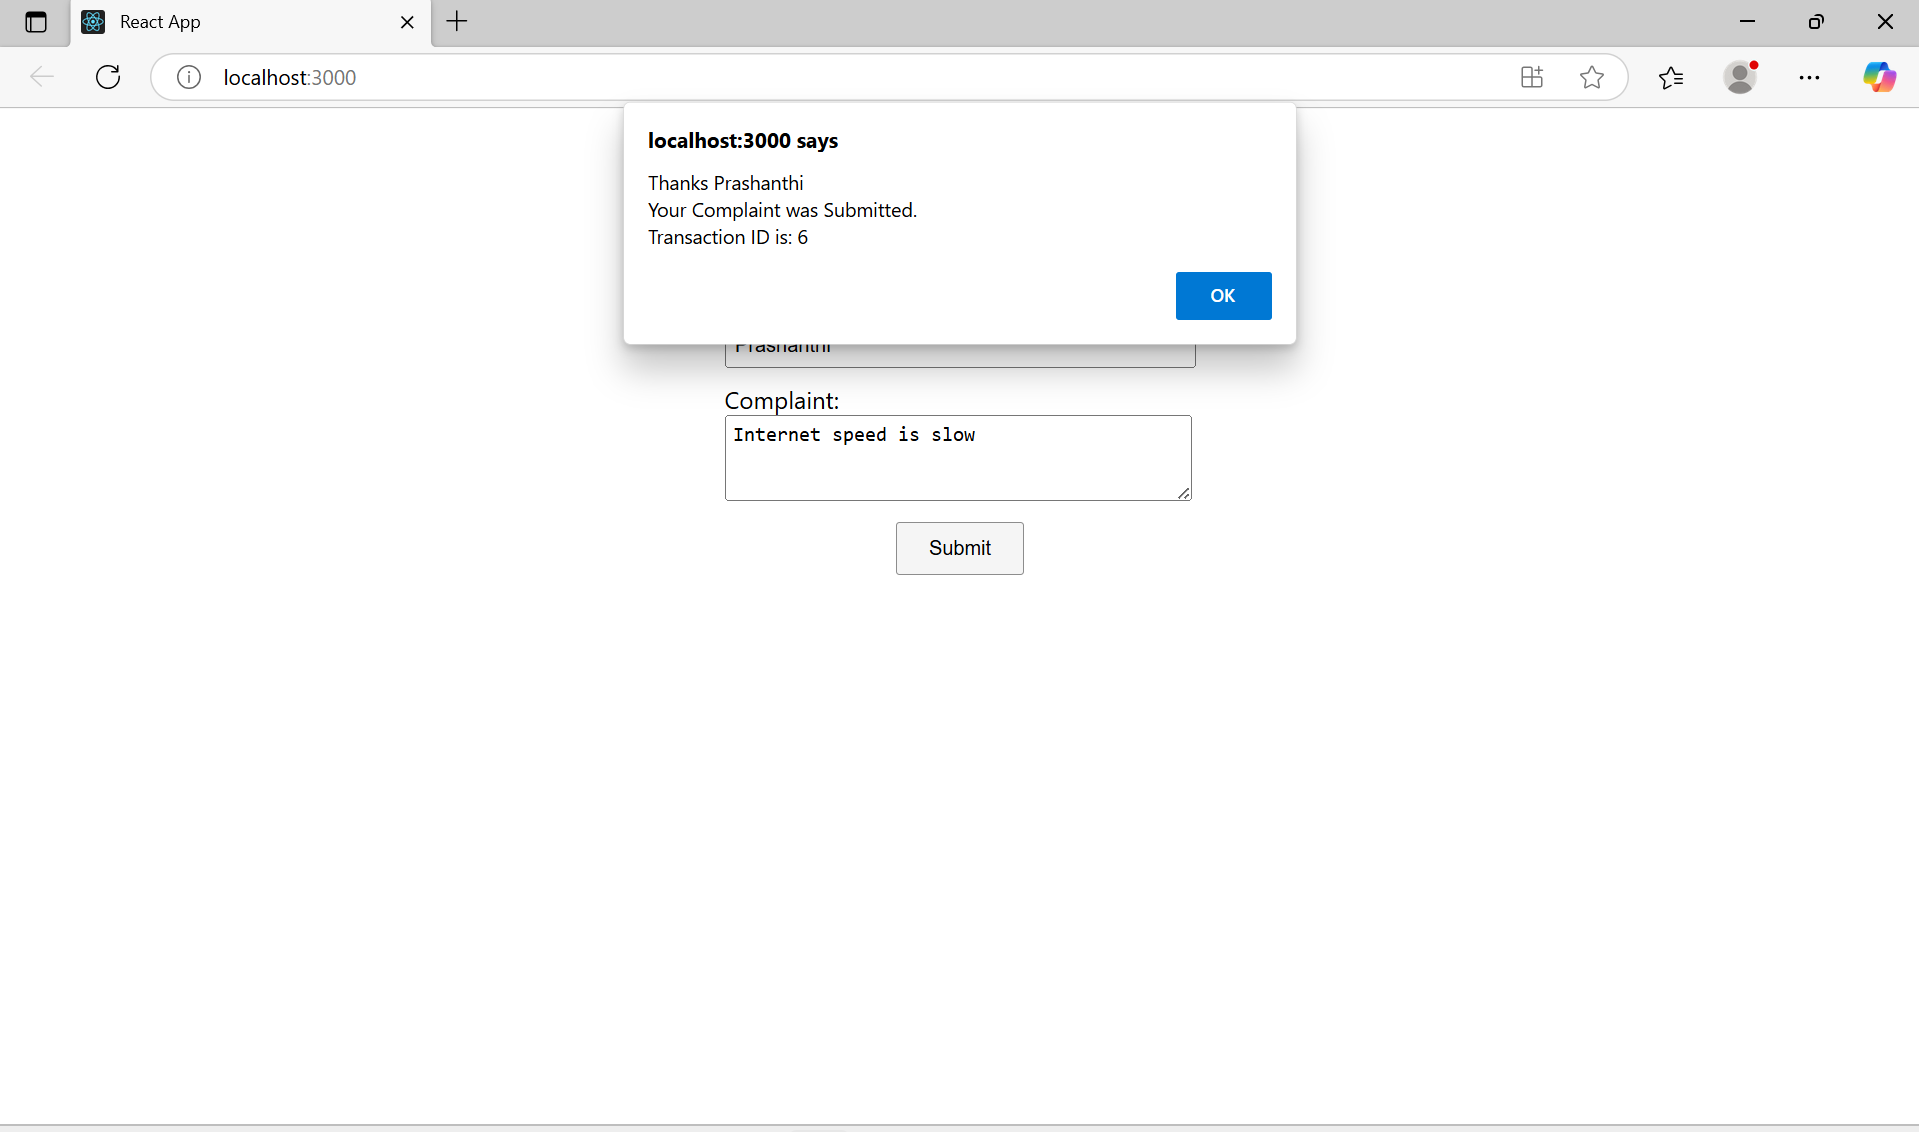 React App
localhost:3000
localhost:3000 says
Thanks Prashanthi
Your Complaint was Submitted.
Transaction ID is: 6
OK
Prashanthi
Complaint:
Internet speed is slow
Submit